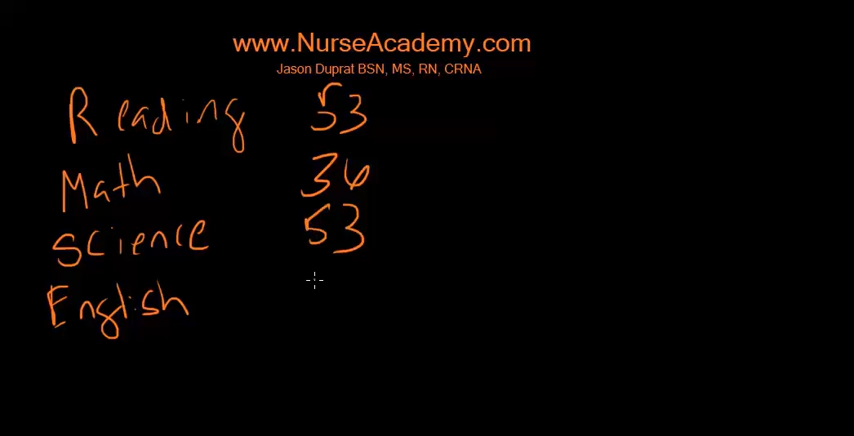 www.NurseAcademy.com
Jason Duprat BSN, MS, RN, CRNA
Reading 53
Math 36
Science 53
English